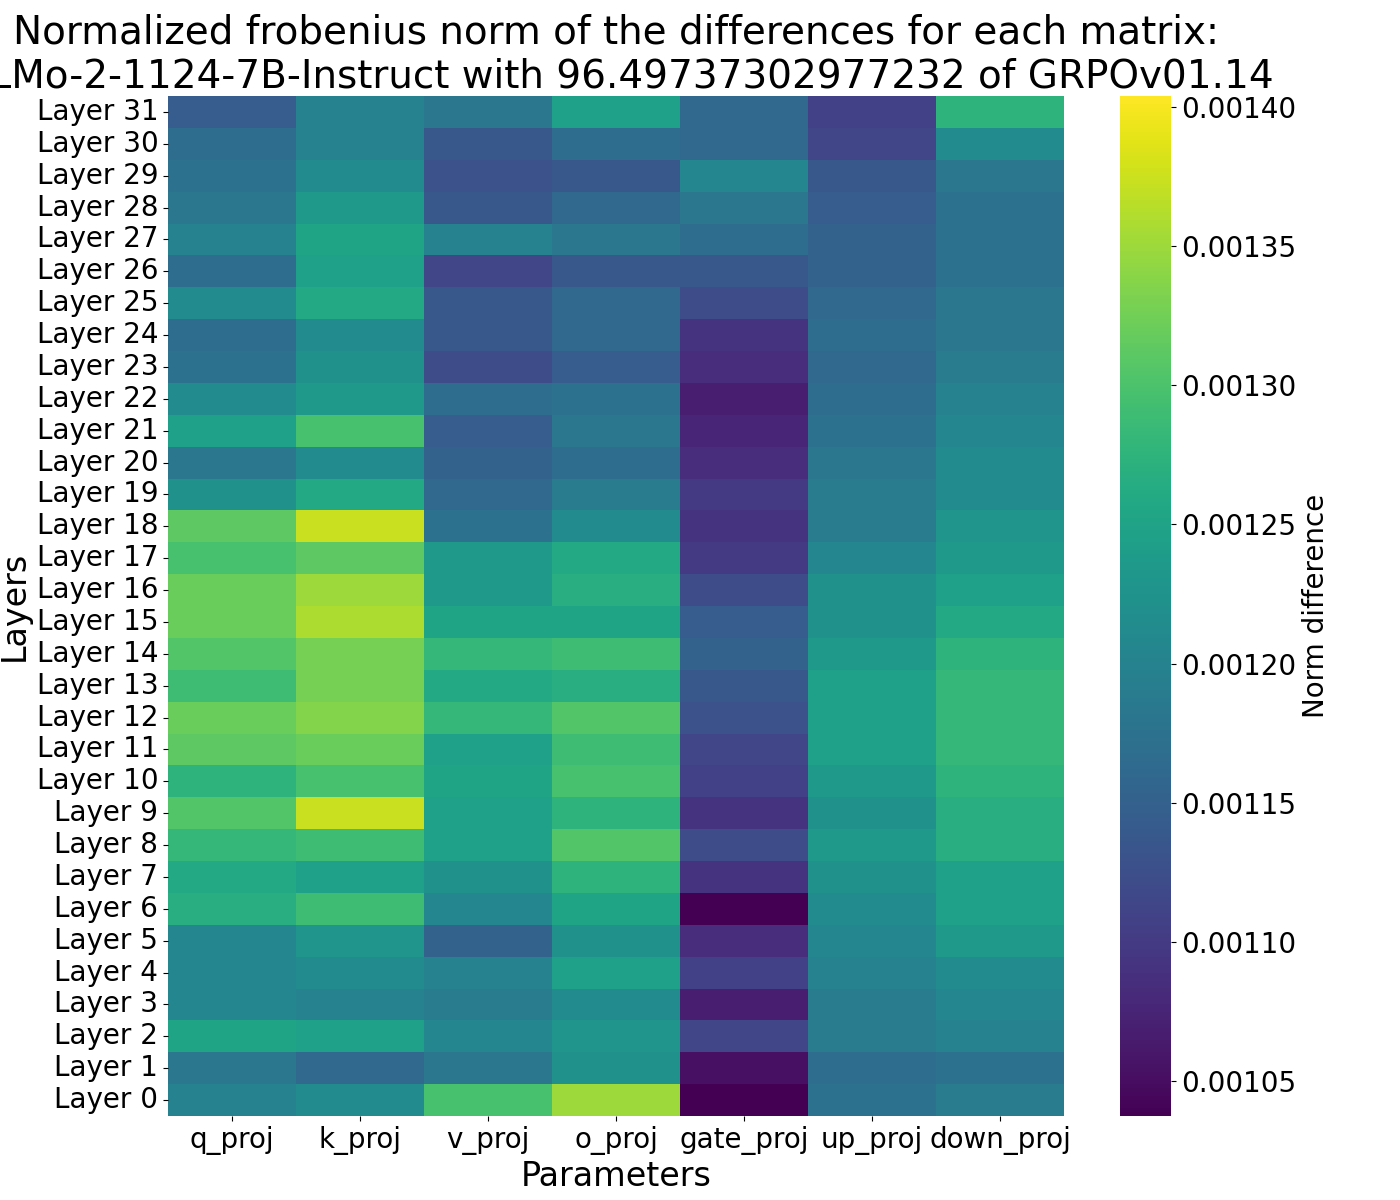 Normalized frobenius norm of the differences for each matrix:
LMo-2-1124-7B-Instruct with 96.49737302977232 of GRPOv01.14
Layer 31
Layer 30
Layer 29
Layer 28
Layer 27
Layer 26
Layer 25
Layer 24
Layer 23
Layer 22
Layer 21
Layer 20
Layer 19
Layer 18
Layer 17
Layer 16
Layer 15
Layer 14
Layer 13
Layer 12
Layer 11
Layer 10
Layer 9
Layer 8
Layer 7
Layer 6
Layer 5
Layer 4
Layer 3
Layer 2
Layer 1
Layer 0
Layers
q_proj k_proj v_proj o_proj gate_proj up_proj down_proj
Parameters
0.00140
0.00135
0.00130
0.00125
0.00120
0.00115
0.00110
0.00105
Norm difference